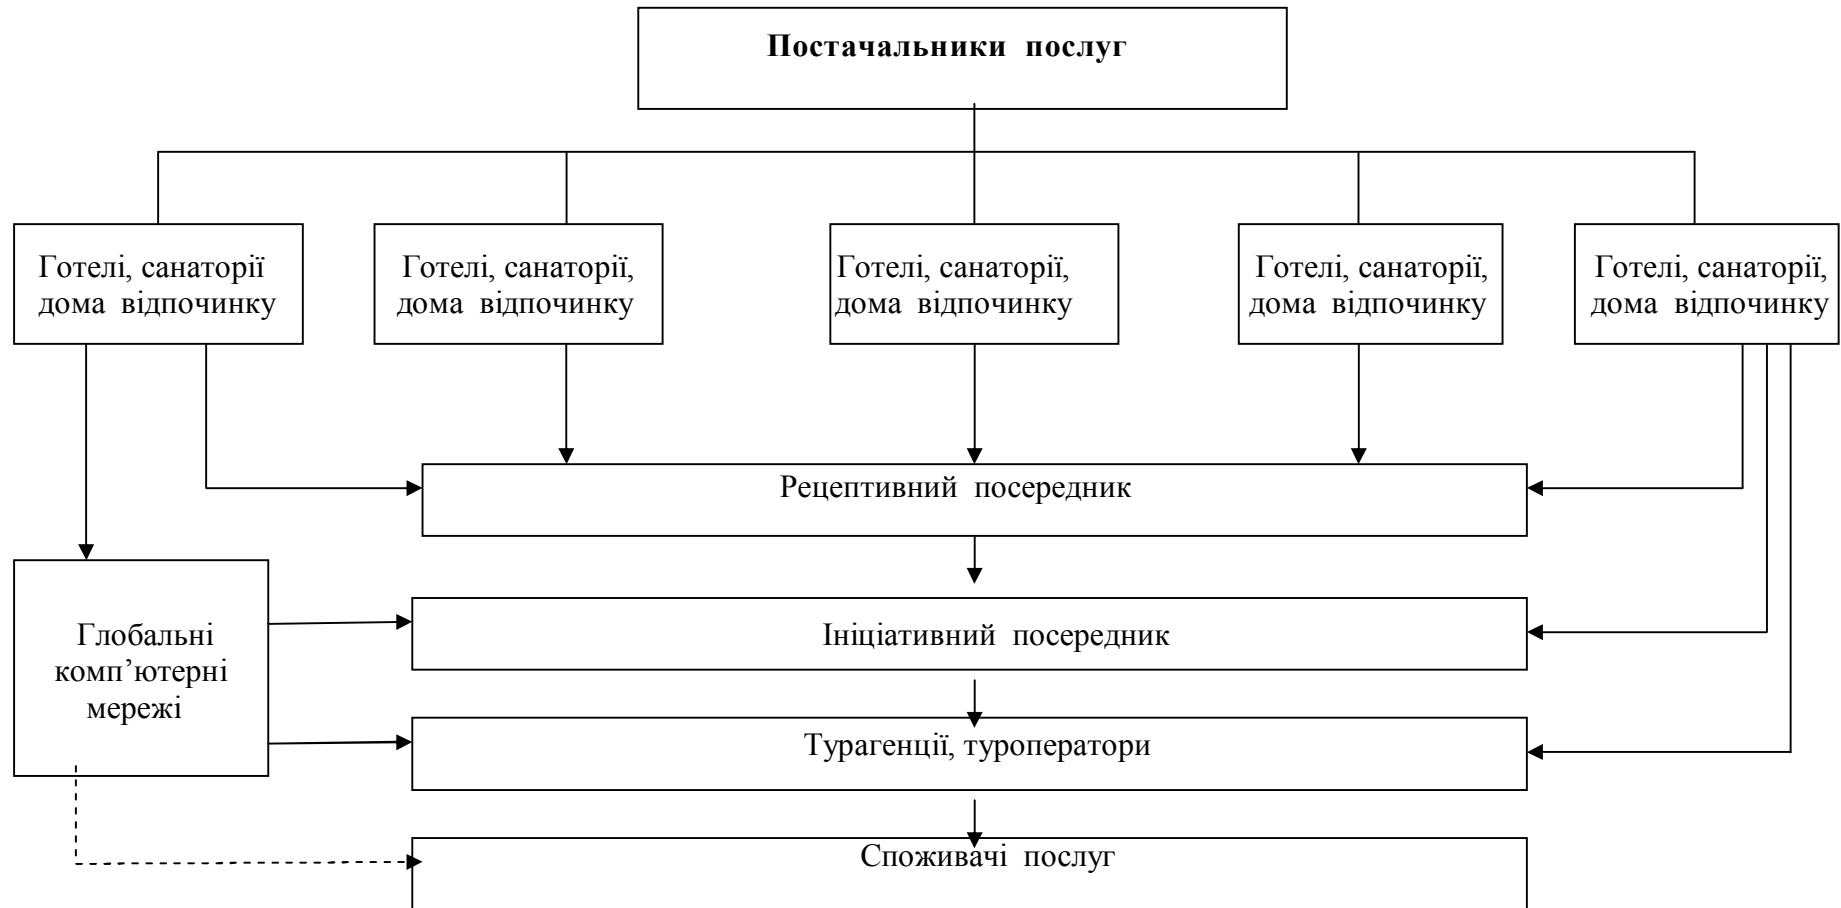 Постачальники послуг
Готелі, санаторії
дома відпочинку
Готелі, санаторії,
дома відпочинку
Готелі, санаторії,
дома відпочинку
Готелі, санаторії,
дома відпочинку
Готелі, санаторії,
дома відпочинку
Рецептивний посередник
Глобальні
комп’ютерні
мережі
Ініціативний посередник
Турагенції, туроператори
Споживачі послуг